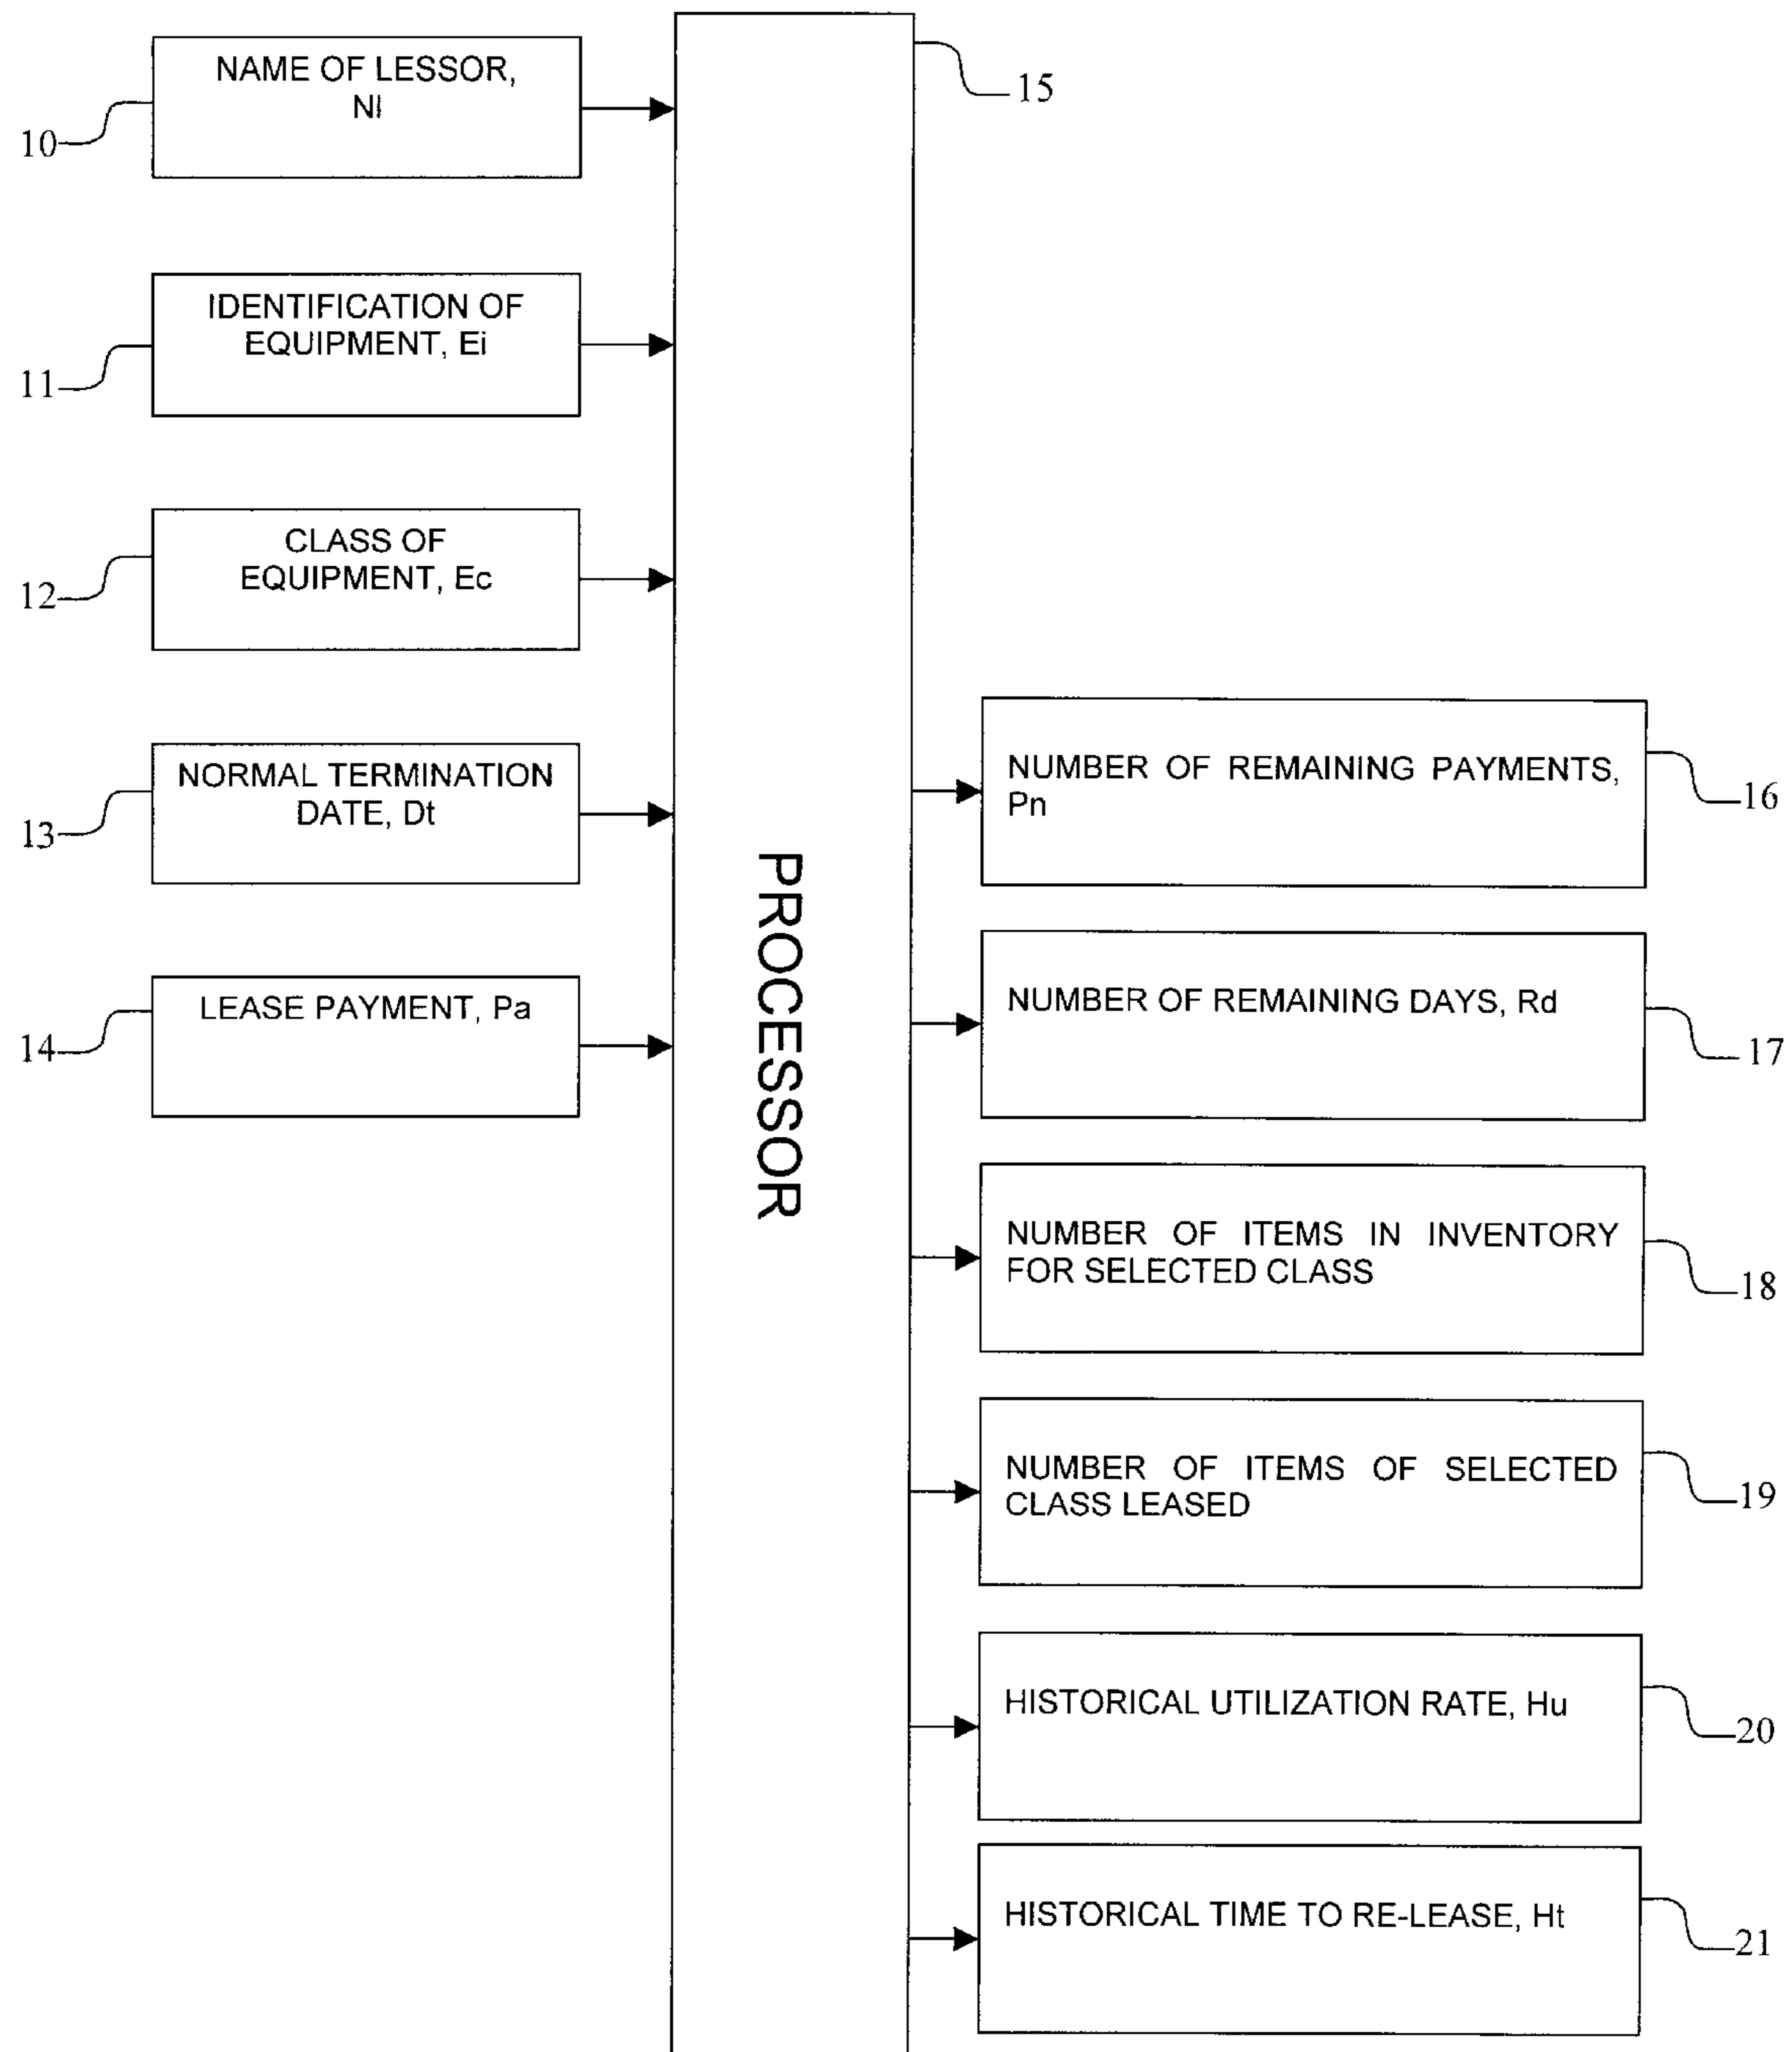 NAME OF LESSOR,
Nl
10
15
IDENTIFICATION OF
EQUIPMENT, Ei
11
CLASS OF
EQUIPMENT, Ec
12
NORMAL TERMINATION
DATE, Dt
13
LEASE PAYMENT, Pa
14
PROCESSOR
NUMBER OF REMAINING PAYMENTS,
Pn
16
NUMBER OF REMAINING DAYS, Rd
17
NUMBER OF ITEMS IN INVENTORY
FOR SELECTED CLASS
18
NUMBER OF ITEMS OF SELECTED
CLASS LEASED
19
HISTORICAL UTILIZATION RATE, Hu
20
HISTORICAL TIME TO RE-LEASE, Ht
21